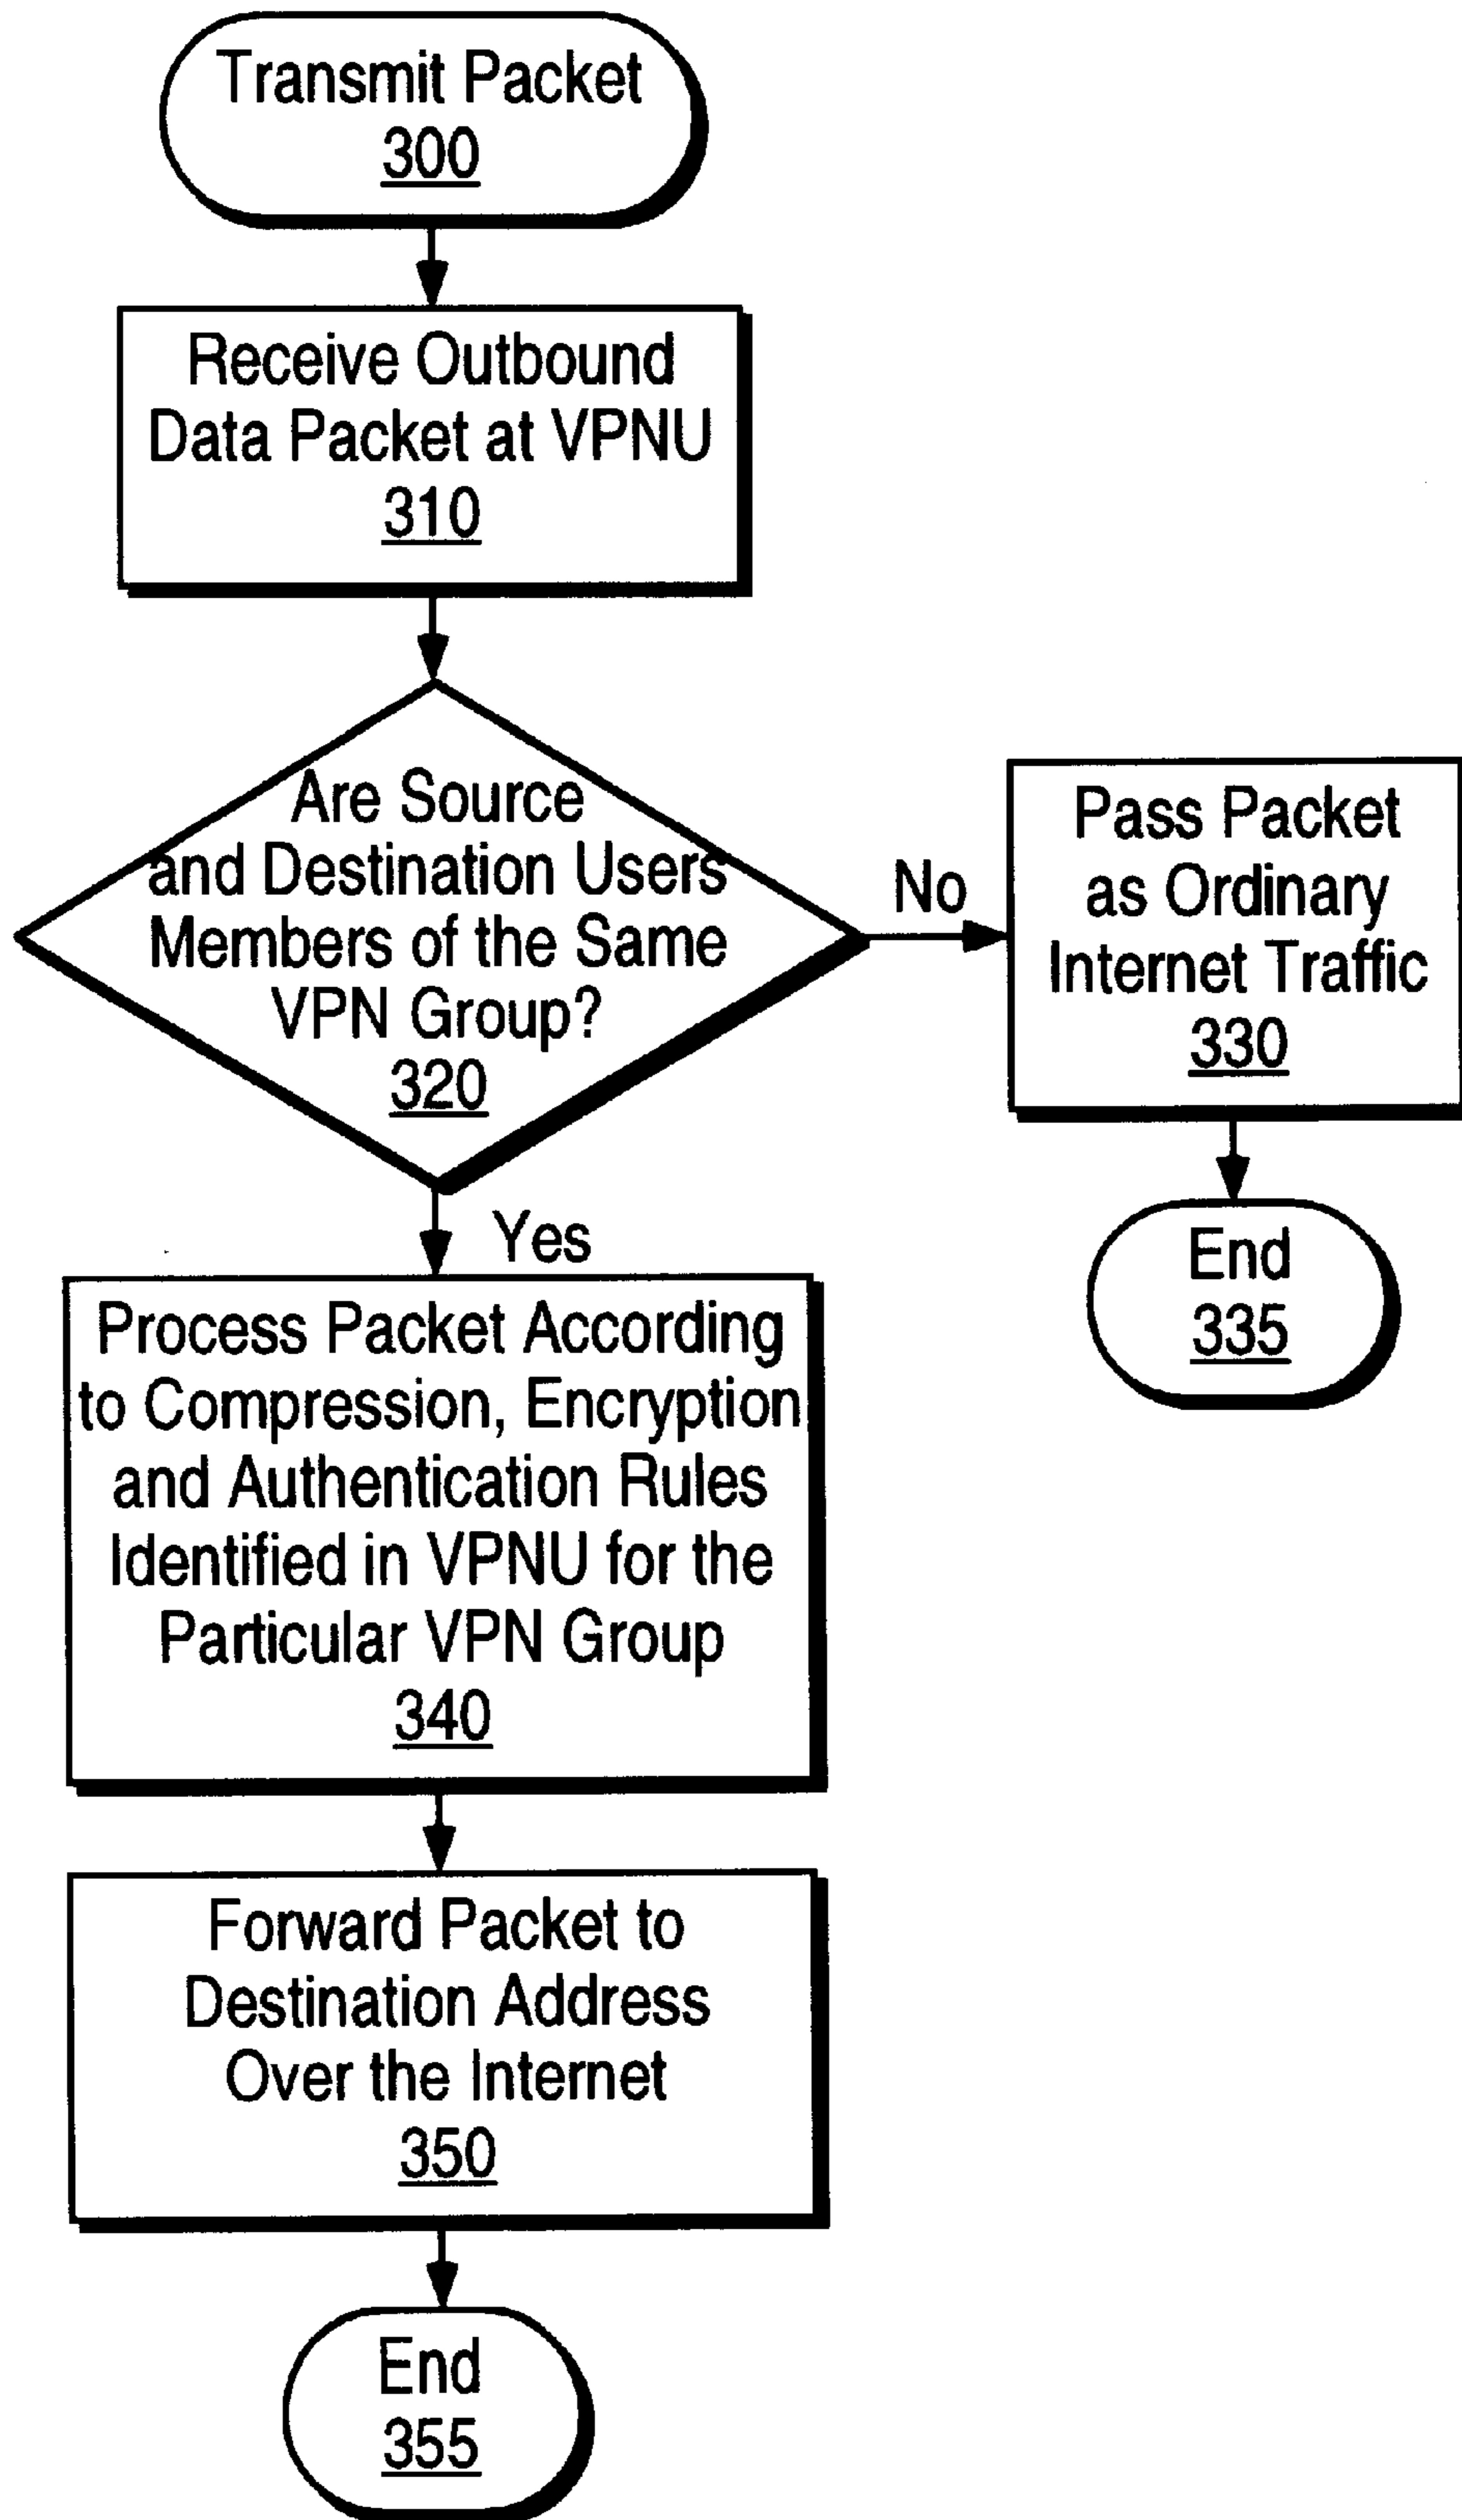 Transmit Packet
300
Receive Outbound
Data Packet at VPNU
310
Are Source
and Destination Users
Members of the Same
VPN Group?
320
No
Pass Packet
as Ordinary
Internet Traffic
330
End
335
Yes
Process Packet According
to Compression, Encryption
and Authentication Rules
Identified in VPNU for the
Particular VPN Group
340
Forward Packet to
Destination Address
Over the Internet
350
End
355